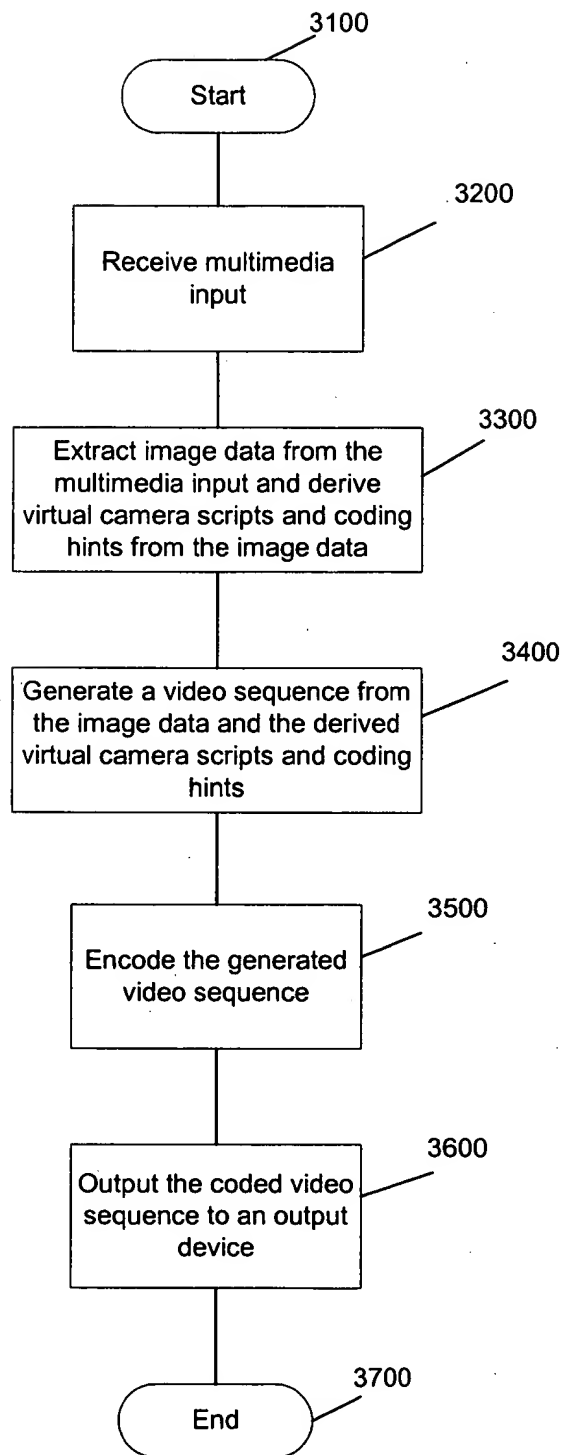 3100
Start
3200
Receive multimedia
input
3300
Extract image data from the
multimedia input and derive
virtual camera scripts and coding
hints from the image data
3400
Generate a video sequence from
the image data and the derived
virtual camera scripts and coding
hints
3500
Encode the generated
video sequence
3600
Output the coded video
sequence to an output
device
3700
End